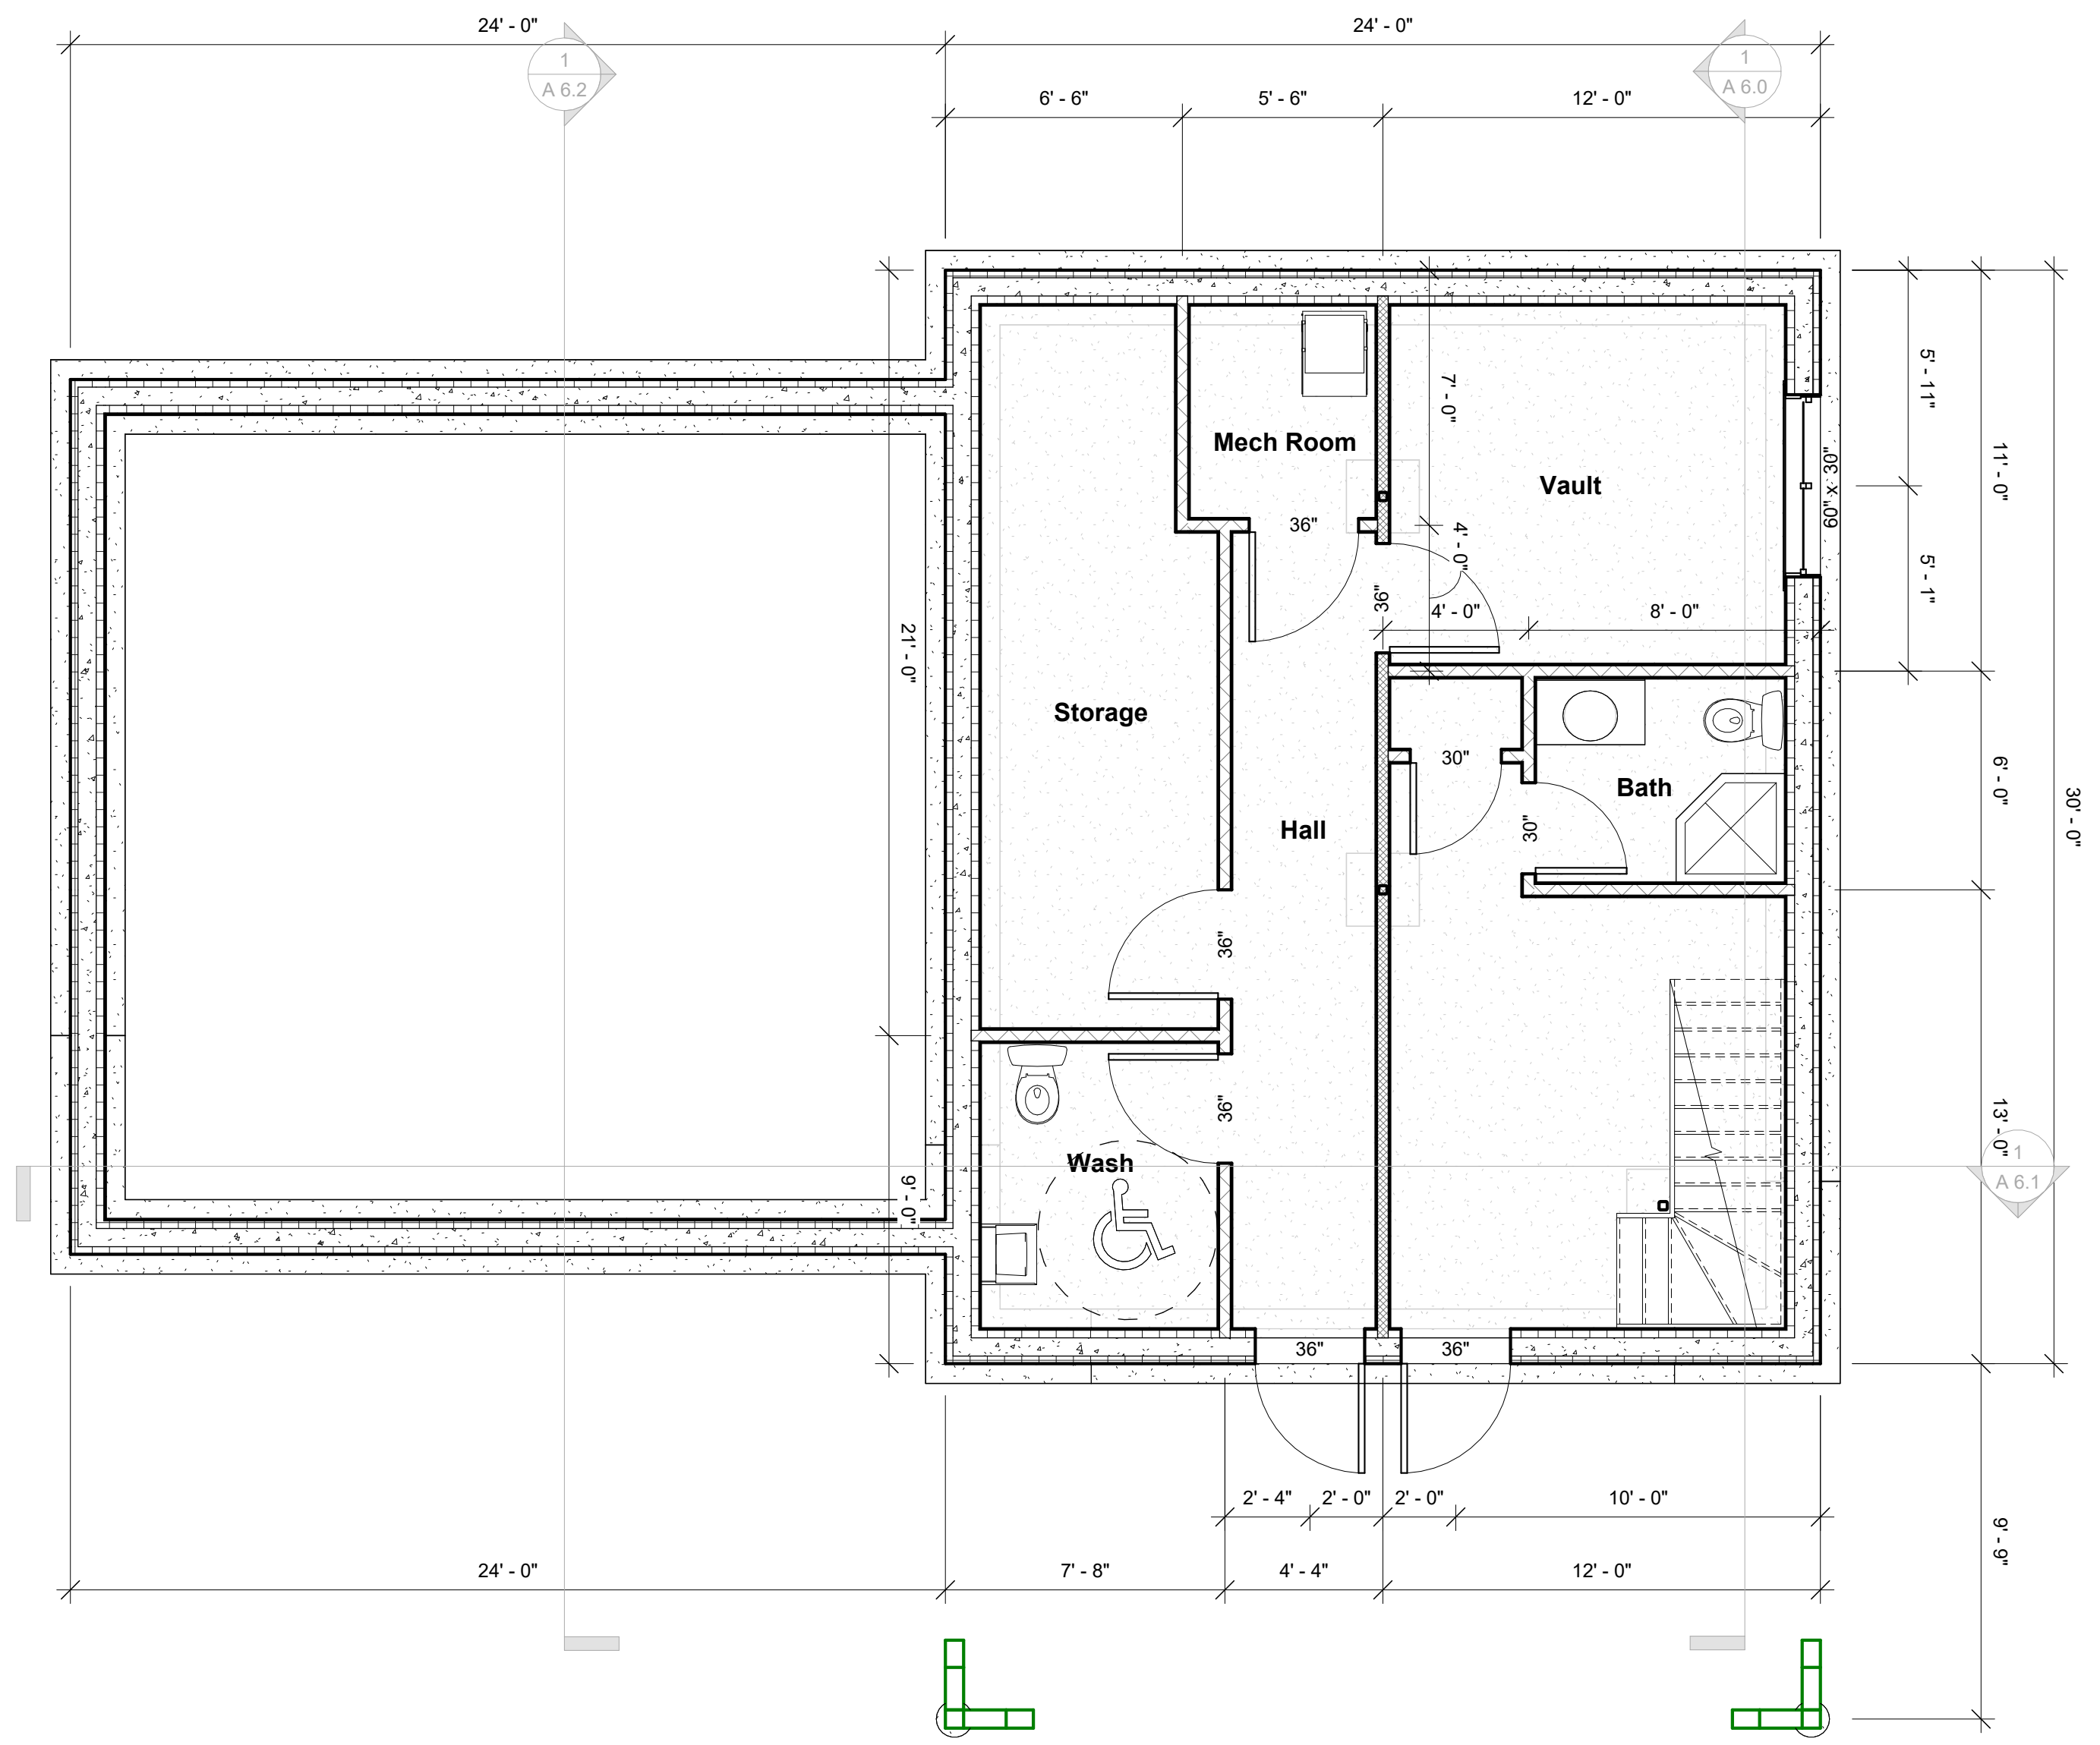 24' - 0"
24' - 0"
1
A 6.2
1
A 6.0
6' - 6"
5' - 6"
12' - 0"
5' - 11"
7' - 0"
Mech Room
11' - 0"
60" x 30"
Vault
36"
4' - 0"
5' - 1"
36"
4' - 0"
8' - 0"
21' - 0"
Storage
30"
6' - 0"
Bath
30' - 0"
Hall
30"
36"
36"
13' - 0"
Wash
1
A 6.1
9' - 0"
36"
36"
2' - 4"
2' - 0"
2' - 0"
10' - 0"
9' - 9"
24' - 0"
7' - 8"
4' - 4"
12' - 0"